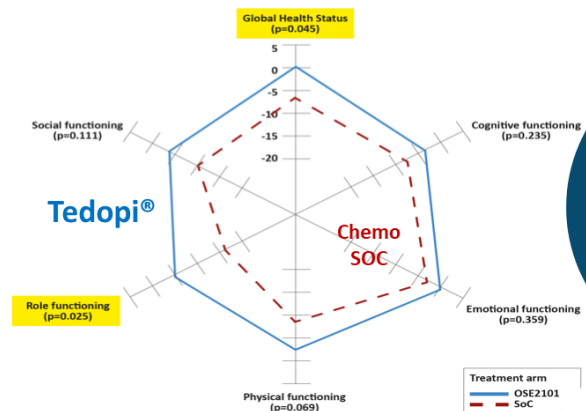 Global Health Status
(p=0.045)
5
0
-5
-10
-15
-20
Social functioning
(p=0.111)
Cognitive functioning
(p=0.235)
Tedopi®
Chemo
SOC
Role functioning
(p=0.025)
Emotional functioning
(p=0.359)
Physical functioning
(p=0.069)
Treatment arm
OSE2101
SoC